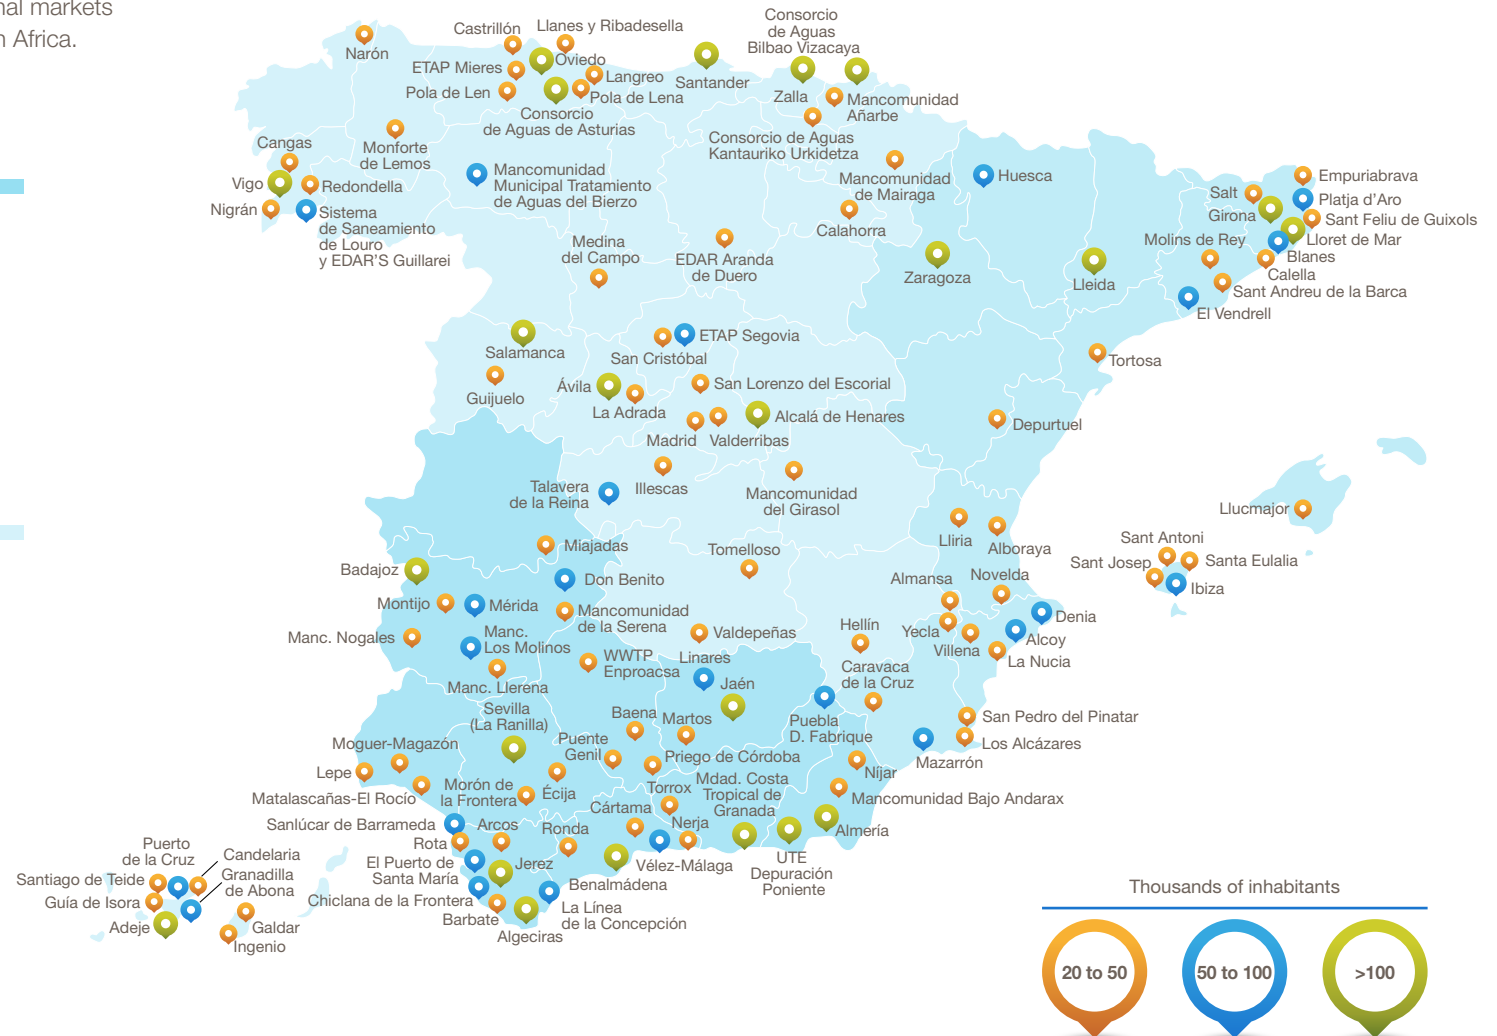 nal markets
n Africa.
Narón
Castrillón
Llanes y Ribadesella
ETAP Mieres
Oviedo
Langreo
Pola de Len
Pola de Lena
Consorcio
de Aguas de Asturias
Santander
Consorcio
de Aguas
Bilbao Vizacaya
Zalla
Mancomunidad
Añarbe
Consorcio de Aguas
Kantauriko Urkidetza
Mancomunidad
de Mairaga
Calahorra
Huesca
Zaragoza
Lleida
Cangas
Monforte
de Lemos
Vigo
Redondella
Nigrán
Sistema
de Saneamiento
de Louro
y EDAR'S Guillarei
Mancomunidad
Municipal Tratamiento
de Aguas del Bierzo
Medina
del Campo
EDAR Aranda
de Duero
Empuriabrava
Salt
Platja d'Aro
Girona
Sant Feliu de Guixols
Molins de Rey
Lloret de Mar
Blanes
Calella
Sant Andreu de la Barca
El Vendrell
Tortosa
Salamanca
Guijuelo
San Cristóbal
ETAP Segovia
Ávila
La Adrada
San Lorenzo del Escorial
Madrid
Valderribas
Alcalá de Henares
Depurtuel
Talavera
de la Reina
Illescas
Mancomunidad
del Girasol
Llucmajor
Lliria
Alboraya
Sant Antoni
Sant Josep
Santa Eulalia
Ibiza
Miajadas
Tomelloso
Badajoz
Don Benito
Almansa
Novelda
Montijo
Mérida
Mancomunidad
de la Serena
Denia
Manc. Nogales
Manc.
Los Molinos
Valdepeñas
Hellín
Yecla
Villena
Alcoy
La Nucia
Manc. Llerena
WWTP
Enproacsa
Linares
Jaén
Caravaca
de la Cruz
Sevilla
(La Ranilla)
Baena
Martos
Puebla
D. Fabrique
San Pedro del Pinatar
Los Alcázares
Mazarrón
Moguer-Magazón
Puente
Genil
Priego de Córdoba
Níjar
Lepe
Matalascañas-El Rocío
Morón de
la Frontera
Écija
Torrox
Mdad. Costa
Tropical de
Granada
Mancomunidad Bajo Andarax
Sanlúcar de Barrameda
Arcos
Ronda
Cártama
Nerja
Almería
Rota
El Puerto de
Santa María
Jerez
Vélez-Málaga
UTE
Depuración
Poniente
Chiclana de la Frontera
Benalmádena
Barbate
La Línea
de la Concepción
Algeciras
Puerto
de la Cruz
Candelaria
Granadilla
de Abona
Santiago de Teide
Guía de Isora
Adeje
Galdar
Ingenio
Thousands of inhabitants
20 to 50
50 to 100
>100